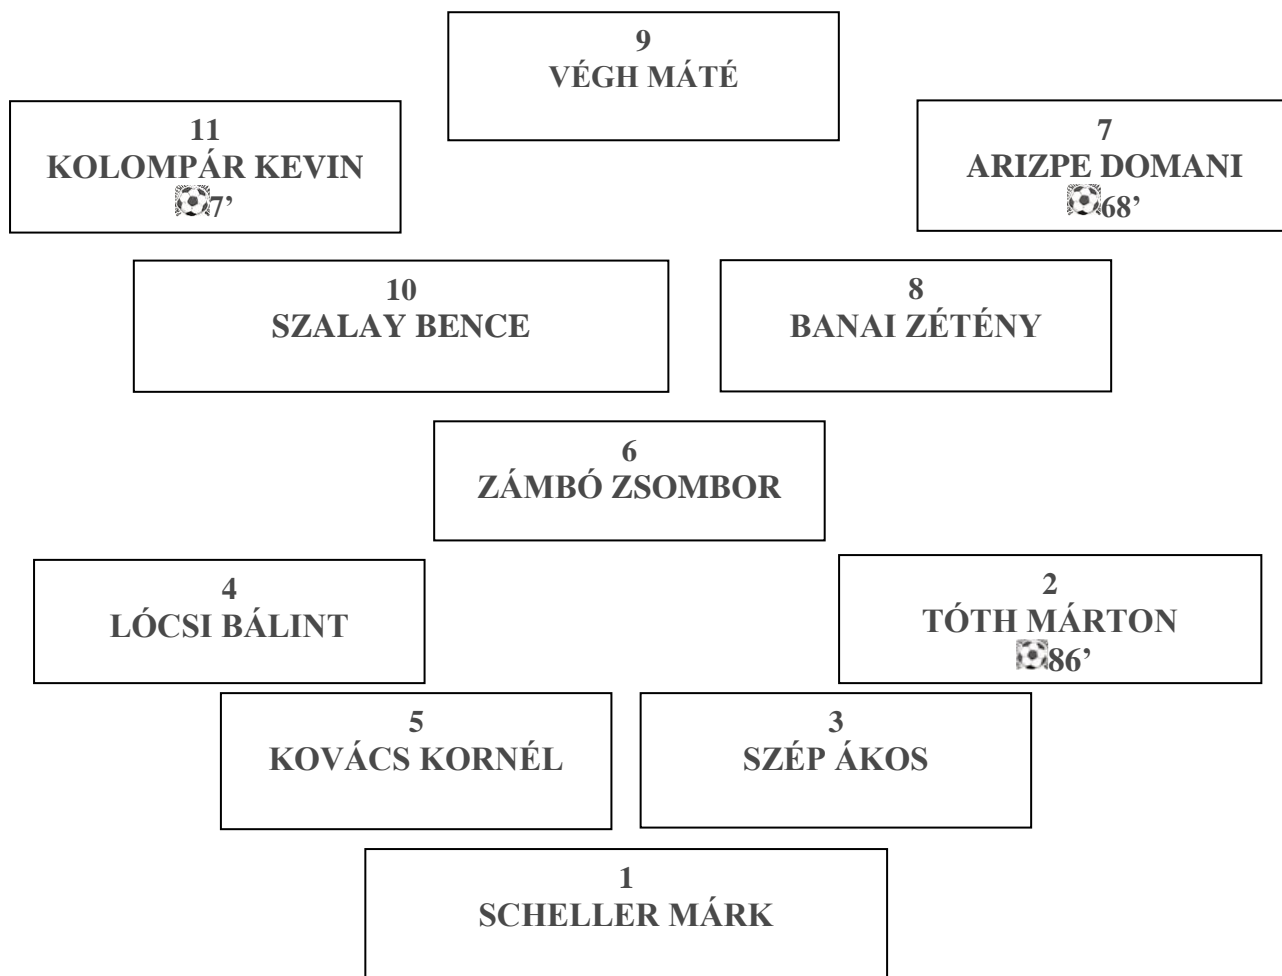 9
VÉGH MÁTÉ
11
KOLOMPÁR KEVIN
7’
7
ARIZPE DOMANI
68’
10
SZALAY BENCE
8
BANAI ZÉTÉNY
6
ZÁMBÓ ZSOMBOR
4
LÓCSI BÁLINT
2
TÓTH MÁRTON
86’
5
KOVÁCS KORNÉL
3
SZÉP ÁKOS
1
SCHELLER MÁRK